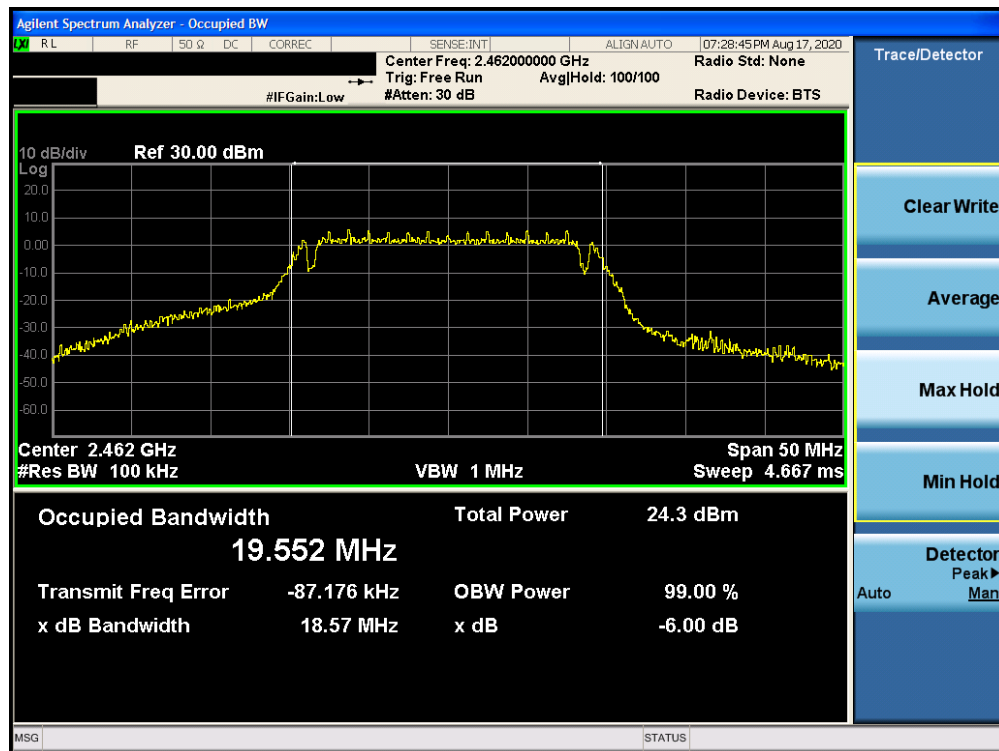 Agilent Spectrum Analyzer - Occupied BW
LXI RL RF 50 Ω DC CORREC SENSE:INT ALIGN AUTO 07:28:45 PM Aug 17, 2020
Center Freq: 2.462000000 GHz Radio Std: None
Trig: Free Run Avg|Hold: 100/100
#IFGain:Low #Atten: 30 dB Radio Device: BTS
10 dB/div Ref 30.00 dBm
Log
20.0
10.0
0.00
-10.0
-20.0
-30.0
-40.0
-50.0
-60.0
Center 2.462 GHz Span 50 MHz
#Res BW 100 kHz VBW 1 MHz Sweep 4.667 ms
Occupied Bandwidth Total Power 24.3 dBm
19.552 MHz
Transmit Freq Error -87.176 kHz OBW Power 99.00 %
x dB Bandwidth 18.57 MHz x dB -6.00 dB
MSG STATUS
Trace/Detector
Clear Write
Average
Max Hold
Min Hold
Detector
Peak▶
Auto Man